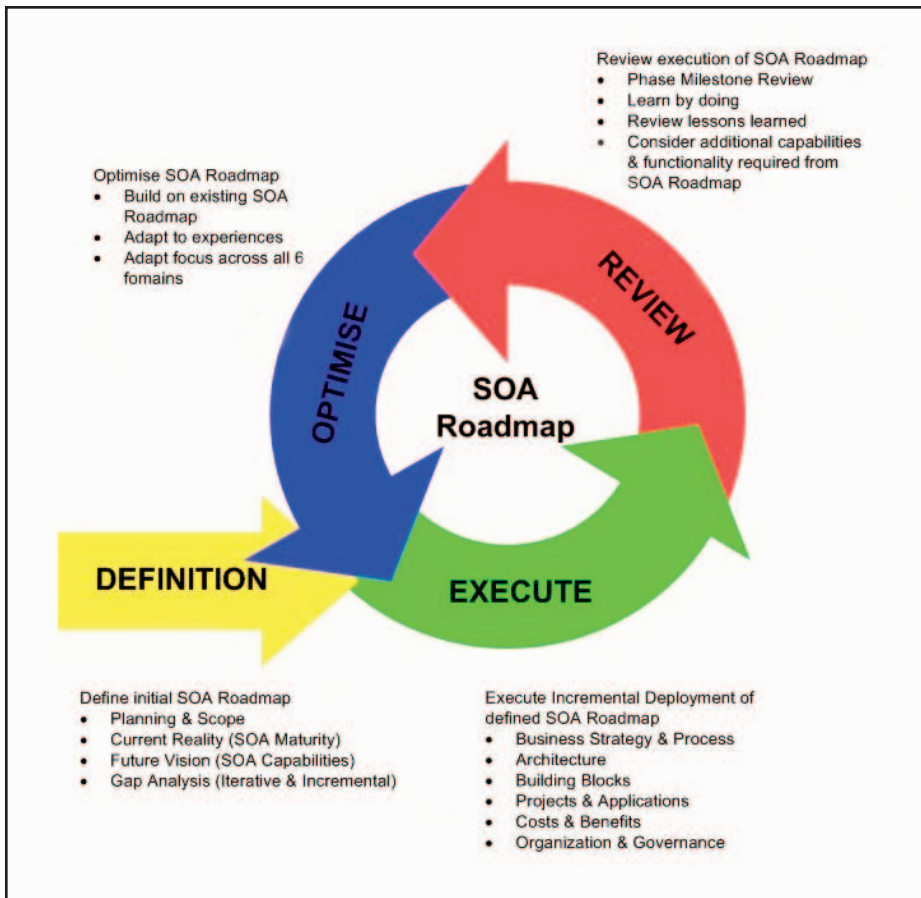 Review execution of SOA Roadmap
• Phase Milestone Review
• Learn by doing
• Review lessons learned
• Consider additional capabilities
& functionality required from
SOA Roadmap
Optimise SOA Roadmap
• Build on existing SOA
Roadmap
• Adapt to experiences
• Adapt focus across all 6
fomains
REVIEW
OPTIMISE
SOA
Roadmap
DEFINITION
EXECUTE
Define initial SOA Roadmap
• Planning & Scope
• Current Reality (SOA Maturity)
• Future Vision (SOA Capabilities)
• Gap Analysis (Iterative & Incremental)
Execute Incremental Deployment of
defined SOA Roadmap
• Business Strategy & Process
• Architecture
• Building Blocks
• Projects & Applications
• Costs & Benefits
• Organization & Governance